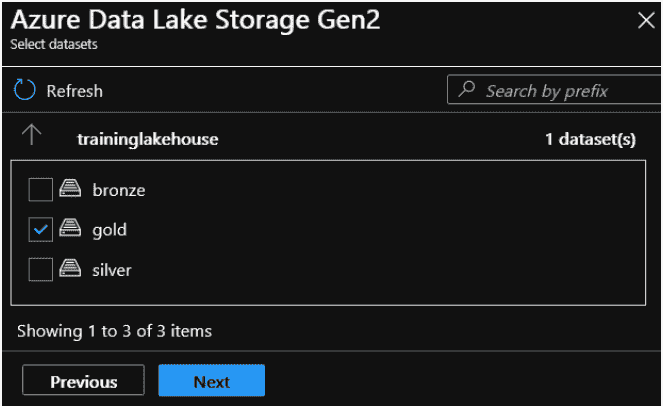 Azure Data Lake Storage Gen2
Select datasets
Refresh
Search by prefix
traininglakehouse 1 dataset(s)
bronze
gold
silver
Showing 1 to 3 of 3 items
Previous Next